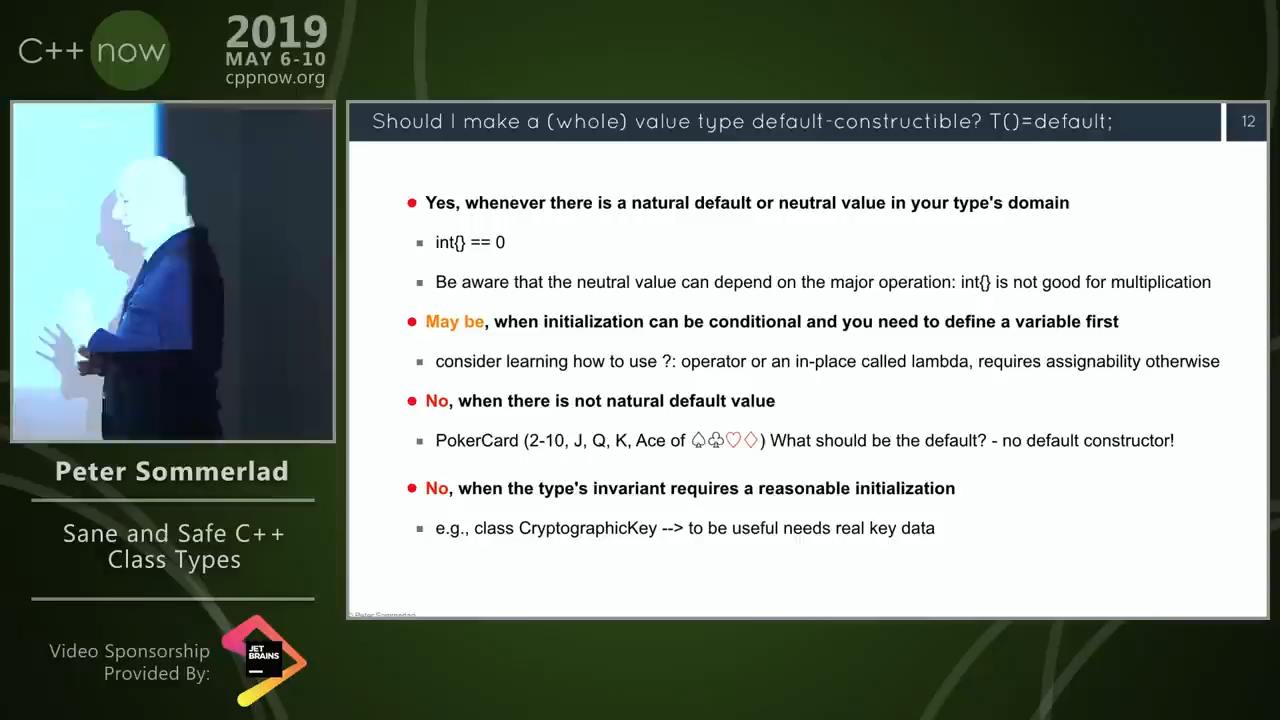 C++ now
2019
MAY 6-10
cppnow.org
Should I make a (whole) value type default-constructible? T()=default;
12
Yes, whenever there is a natural default or neutral value in your type's domain
int{} == 0
Be aware that the neutral value can depend on the major operation: int{} is not good for multiplication
May be, when initialization can be conditional and you need to define a variable first
consider learning how to use ?: operator or an in-place called lambda, requires assignability otherwise
No, when there is not natural default value
PokerCard (2-10, J, Q, K, Ace of ♤♧♡♢) What should be the default? - no default constructor!
No, when the type's invariant requires a reasonable initialization
e.g., class CryptographicKey --> to be useful needs real key data
© Peter Sommerlad
Peter Sommerlad
Sane and Safe C++
Class Types
Video Sponsorship
Provided By:
JET
BRAINS